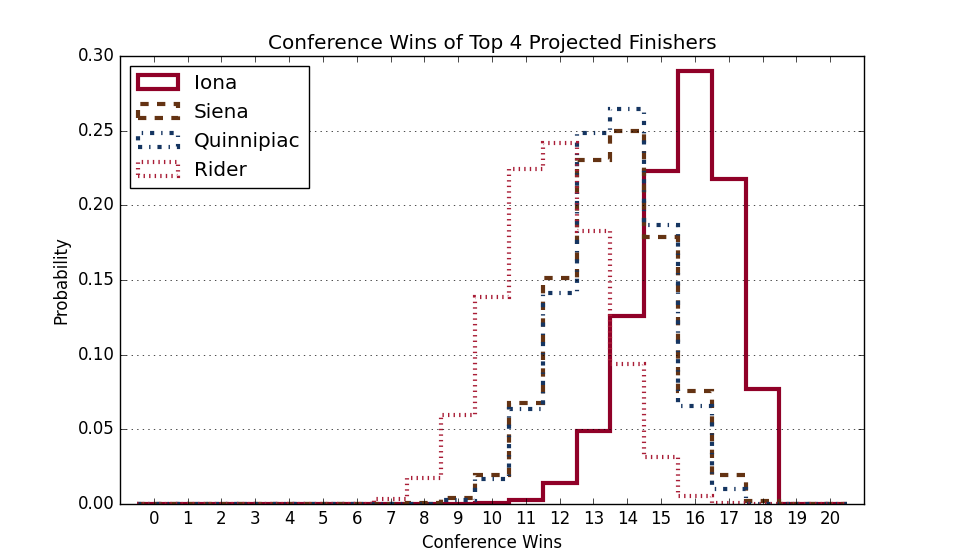 Conference Wins of Top 4 Projected Finishers
Iona
Siena
Quinnipiac
Rider
0.30
0.25
0.20
0.15
0.10
0.05
0.00
Probability
0 1 2 3 4 5 6 7 8 9 10 11 12 13 14 15 16 17 18 19 20
Conference Wins